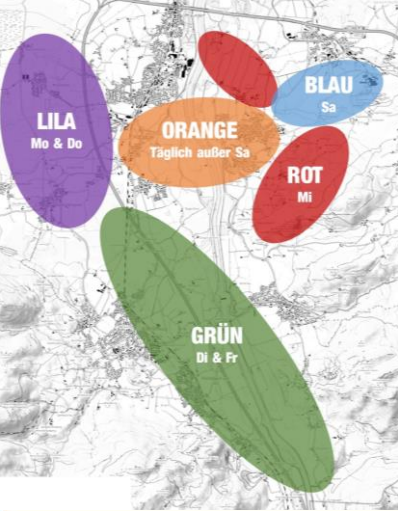 BLAU
Sa
LILA
Mo & Do
ORANGE
Täglich außer Sa
ROT
Mi
GRÜN
Di & Fr